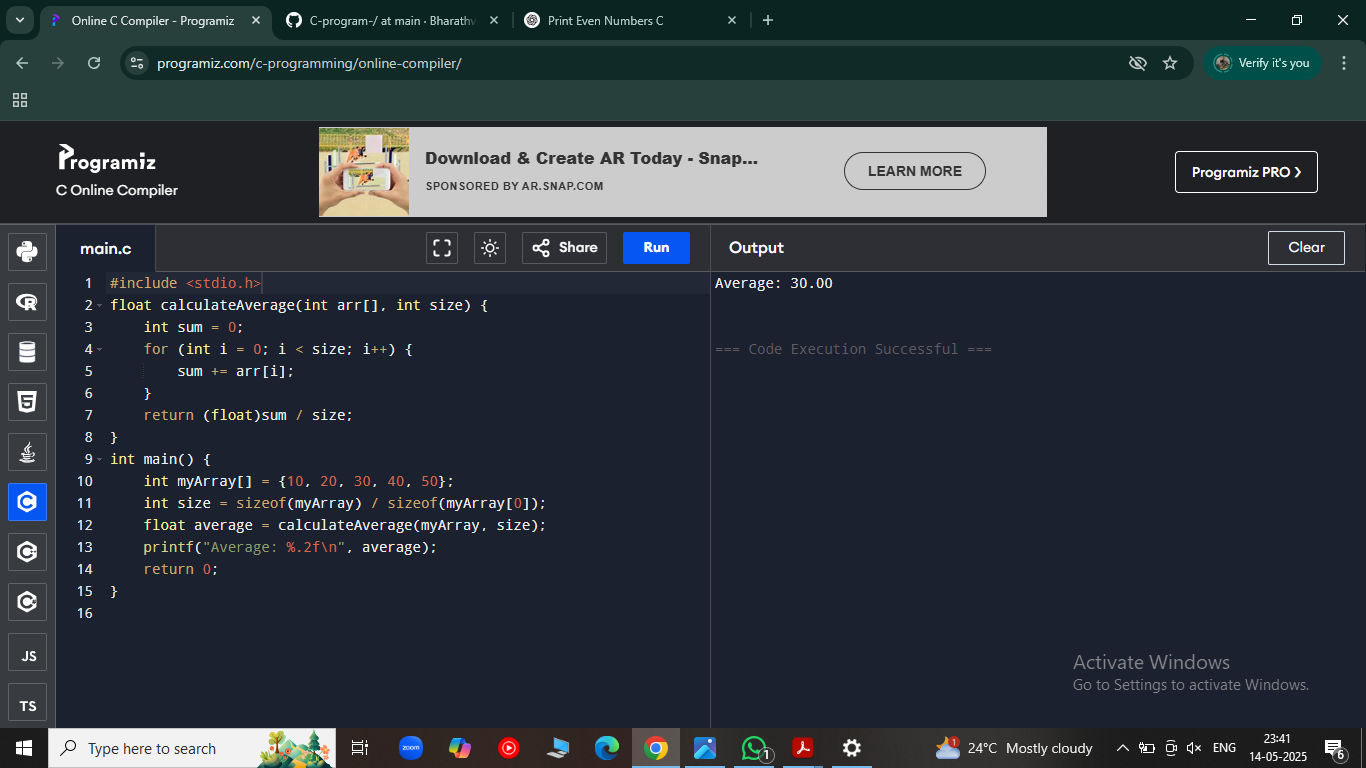 Online C Compiler - Programiz
C-program-/ at main · Bharathv
Print Even Numbers C
programiz.com/c-programming/online-compiler/
Verify it's you
Programiz
C Online Compiler
Download & Create AR Today - Snap...
SPONSORED BY AR.SNAP.COM
LEARN MORE
Programiz PRO ❯
main.c
Share
Run
Output
Clear
1 #include <stdio.h>
2 float calculateAverage(int arr[], int size) {
3     int sum = 0;
4     for (int i = 0; i < size; i++) {
5         sum += arr[i];
6     }
7     return (float)sum / size;
8 }
9 int main() {
10     int myArray[] = {10, 20, 30, 40, 50};
11     int size = sizeof(myArray) / sizeof(myArray[0]);
12     float average = calculateAverage(myArray, size);
13     printf("Average: %.2f\n", average);
14     return 0;
15 }
16
Average: 30.00
=== Code Execution Successful ===
JS
TS
Activate Windows
Go to Settings to activate Windows.
Type here to search
zoom
1
1
24°C Mostly cloudy
ENG
23:41
14-05-2025
6